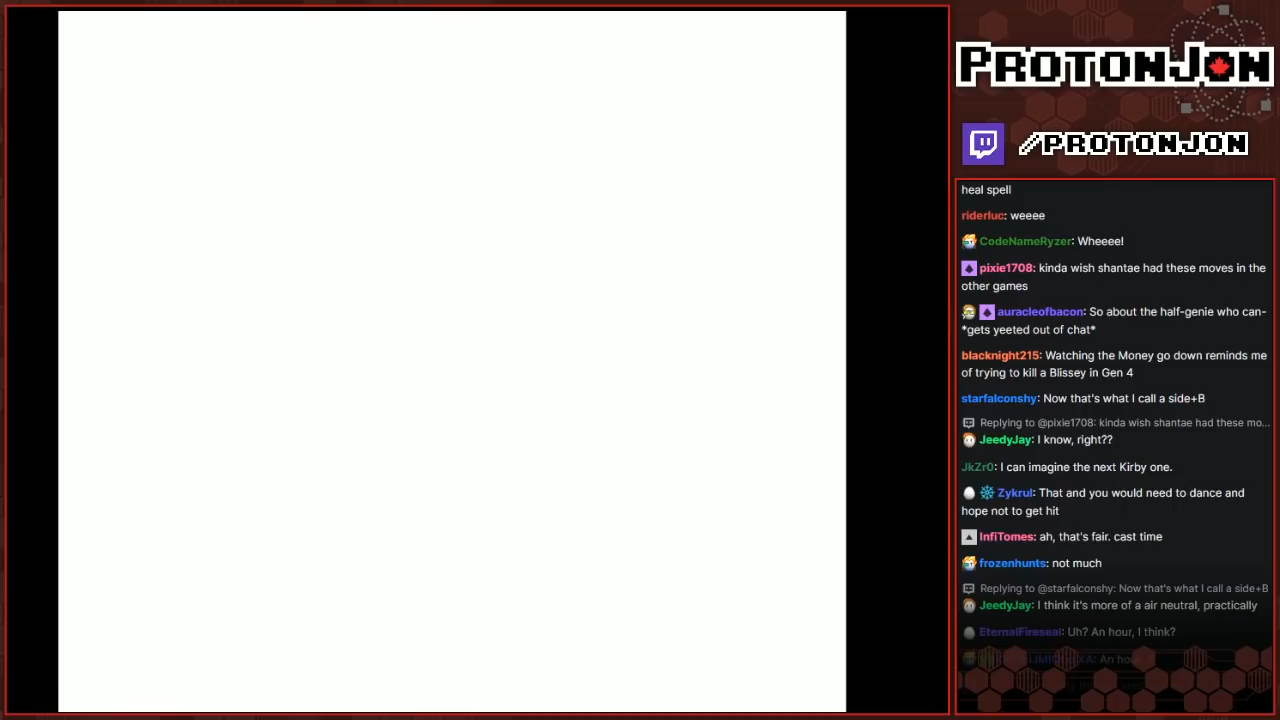 PROTONJON
/PROTONJON
heal spell
riderluc: weeee
CodeNameRyzer: Wheeee!
pixie1708: kinda wish shantae had these moves in the
other games
auracleofbacon: So about the half-genie who can-
*gets yeeted out of chat*
blacknight215: Watching the Money go down reminds me
of trying to kill a Blissey in Gen 4
starfalconshy: Now that's what I call a side+B
Replying to @pixie1708: kinda wish shantae had these mo...
JeedyJay: I know, right??
JkZr0: I can imagine the next Kirby one.
Zykrul: That and you would need to dance and
hope not to get hit
InfiTomes: ah, that's fair. cast time
frozenhunts: not much
Replying to @starfalconshy: Now that's what I call a side+B
JeedyJay: I think it's more of a air neutral, practically
EternalFireseal: Uh? An hour, I think?
An